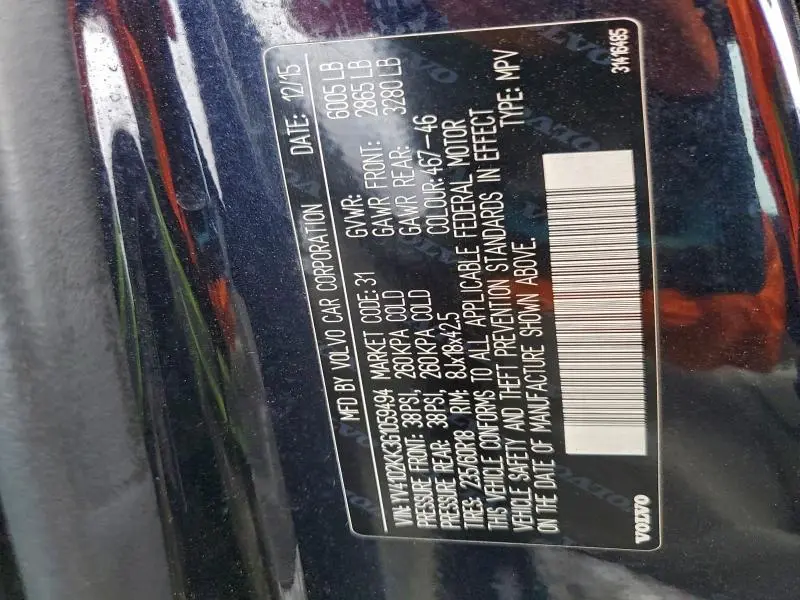 MFD BY VOLVO CAR CORPORATION DATE: 12/15
VIN: YV4102KK3G1059494 MARKET CODE: 31 GVWR: 6005 LB
PRESSURE FRONT: 38PSI, 260KPA COLD GAWR FRONT: 2865 LB
PRESSURE REAR: 38PSI, 260KPA COLD GAWR REAR: 3280 LB
TIRES: 235/60R18 RIM: 8Jx18x42.5 COLOUR: 467-46
THIS VEHICLE CONFORMS TO ALL APPLICABLE FEDERAL MOTOR
VEHICLE SAFETY AND THEFT PREVENTION STANDARDS IN EFFECT
ON THE DATE OF MANUFACTURE SHOWN ABOVE. TYPE: MPV
VOLVO 31416485